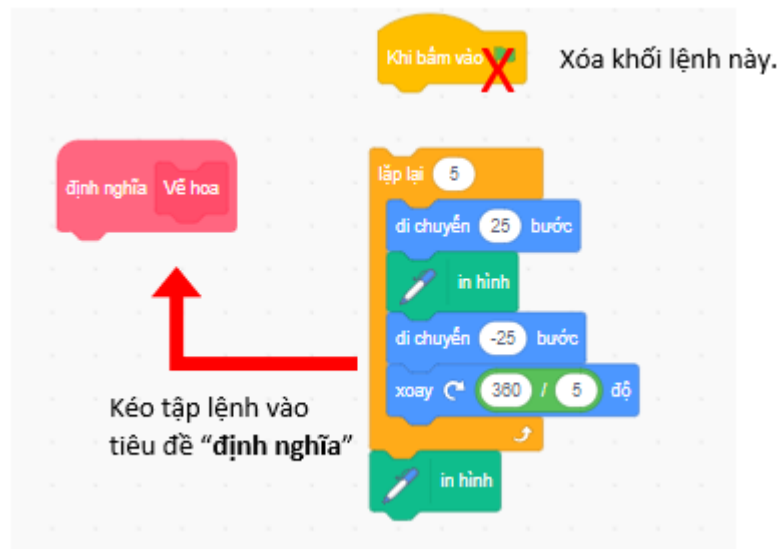 Khi bấm vào
Xóa khối lệnh này.
định nghĩa Vẽ hoa
lặp lại 5
di chuyển 25 bước
in hình
di chuyển -25 bước
xoay 360 / 5 độ
in hình
Kéo tập lệnh vào
tiêu đề “định nghĩa”